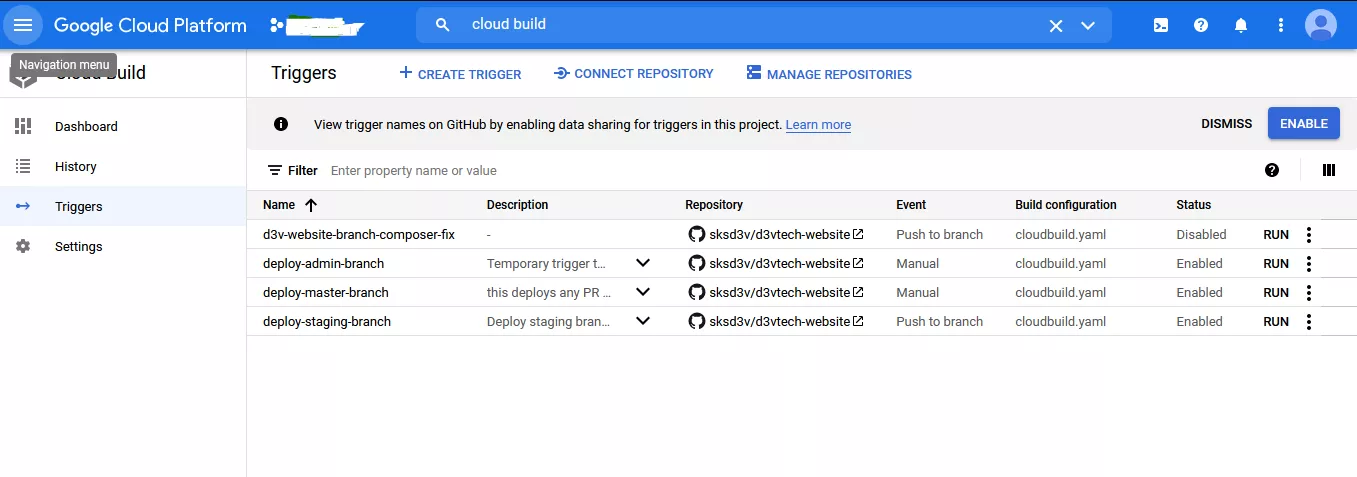 Google Cloud Platform
cloud build
Navigation menu
Cloud Build
Triggers
CREATE TRIGGER
CONNECT REPOSITORY
MANAGE REPOSITORIES
Dashboard
History
Triggers
Settings
View trigger names on GitHub by enabling data sharing for triggers in this project. Learn more
DISMISS
ENABLE
Filter Enter property name or value
Name Description Repository Event Build configuration Status
d3v-website-branch-composer-fix - sksd3v/d3vtech-website Push to branch cloudbuild.yaml Disabled RUN
deploy-admin-branch Temporary trigger t... sksd3v/d3vtech-website Manual cloudbuild.yaml Enabled RUN
deploy-master-branch this deploys any PR ... sksd3v/d3vtech-website Manual cloudbuild.yaml Enabled RUN
deploy-staging-branch Deploy staging bran... sksd3v/d3vtech-website Push to branch cloudbuild.yaml Enabled RUN